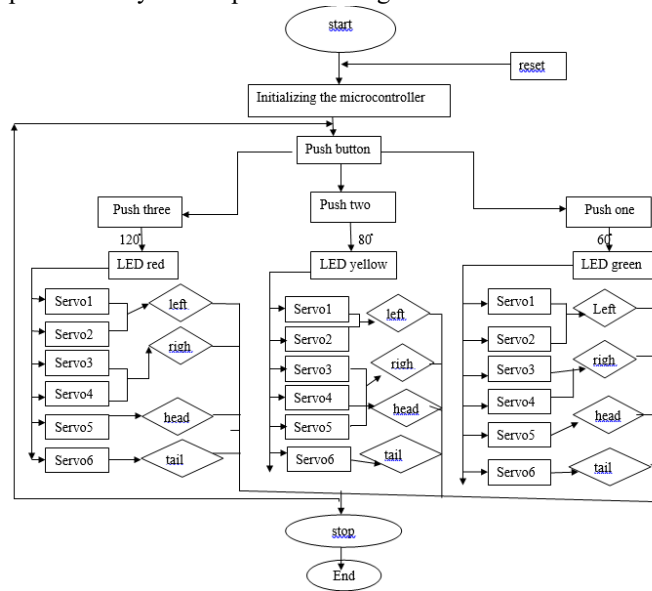 start
reset
Initializing the microcontroller
Push button
Push three
Push two
Push one
120°
80°
60°
LED red
LED yellow
LED green
Servo1
Servo2
Servo3
Servo4
Servo5
Servo6
left
righ
head
tail
Servo1
Servo2
Servo3
Servo4
Servo5
Servo6
left
righ
head
tail
Servo1
Servo2
Servo3
Servo4
Servo5
Servo6
Left
righ
head
tail
stop
End